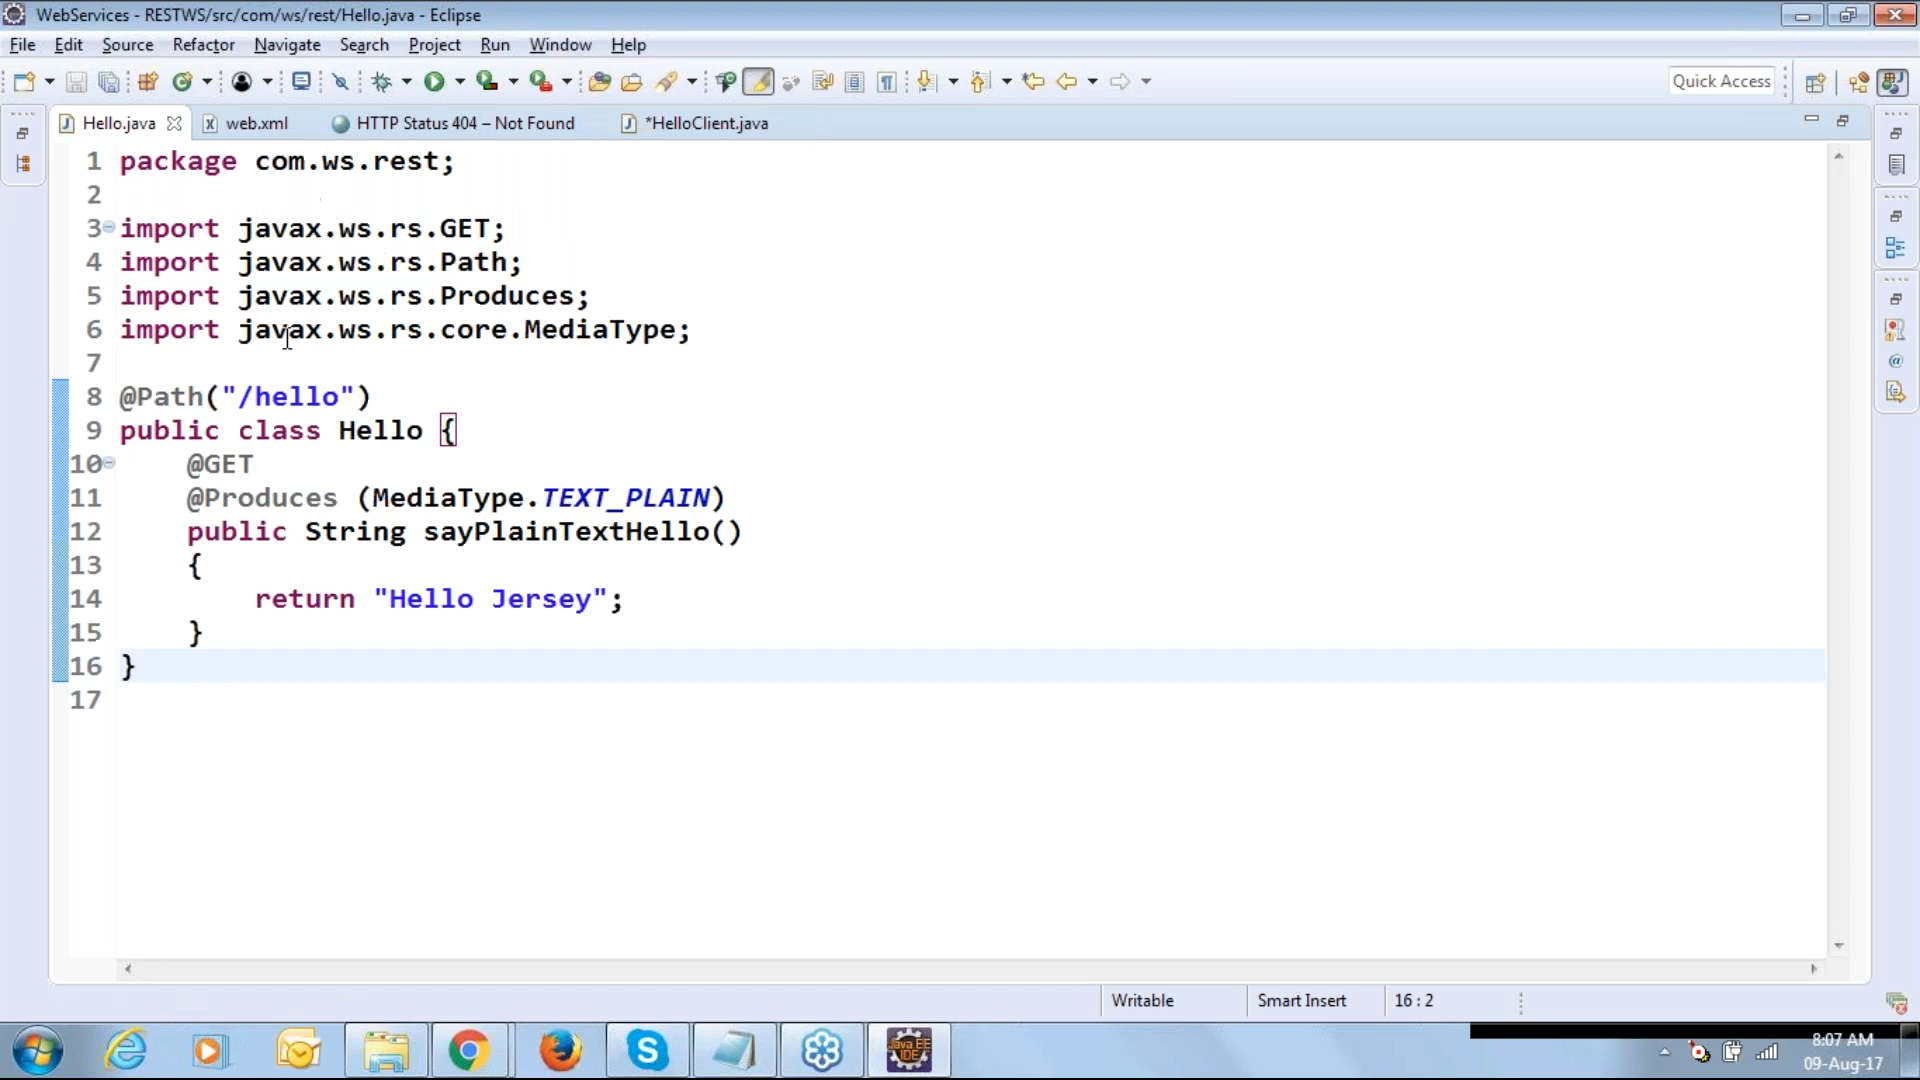 WebServices - RESTWS/src/com/ws/rest/Hello.java - Eclipse
File Edit Source Refactor Navigate Search Project Run Window Help
Quick Access
Hello.java web.xml HTTP Status 404 – Not Found *HelloClient.java
1 package com.ws.rest;
2
3 import javax.ws.rs.GET;
4 import javax.ws.rs.Path;
5 import javax.ws.rs.Produces;
6 import javax.ws.rs.core.MediaType;
7
8 @Path("/hello")
9 public class Hello {
10 @GET
11 @Produces (MediaType.TEXT_PLAIN)
12 public String sayPlainTextHello()
13 {
14 return "Hello Jersey";
15 }
16 }
17
Writable Smart Insert 16 : 2
Java EE
IDE
8:07 AM
09-Aug-17